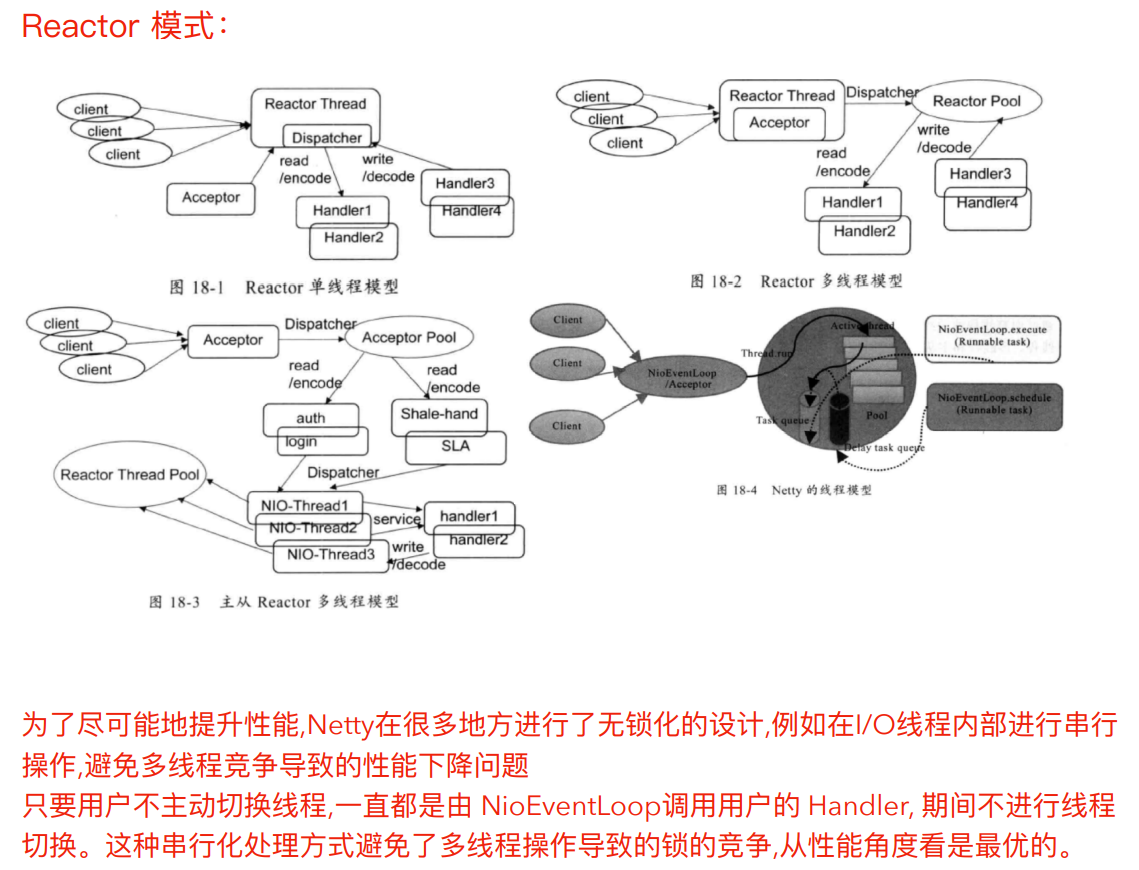 Reactor 模式：
client
client
client
Reactor Thread
Dispatcher
read
/encode
write
/decode
Acceptor
Handler1
Handler2
Handler3
Handler4
图 18-1 Reactor 单线程模型
client
client
client
Reactor Thread
Acceptor
Dispatcher
Reactor Pool
read
/encode
write
/decode
Handler1
Handler2
Handler3
Handler4
图 18-2 Reactor 多线程模型
client
client
client
Acceptor
Dispatcher
Acceptor Pool
read
/encode
read
/encode
auth
login
Shale-hand
SLA
Reactor Thread Pool
Dispatcher
NIO-Thread1
NIO-Thread2
NIO-Thread3
service
write
/decode
handler1
handler2
图 18-3 主从 Reactor 多线程模型
Client
Client
Client
NioEventLoop
/Acceptor
Thread.run
Active thread
Task queue
Pool
Delay task queue
NioEventLoop.execute
(Runnable task)
NioEventLoop.schedule
(Runnable task)
图 18-4 Netty 的线程模型
为了尽可能地提升性能,Netty在很多地方进行了无锁化的设计,例如在I/O线程内部进行串行
操作,避免多线程竞争导致的性能下降问题
只要用户不主动切换线程,一直都是由 NioEventLoop调用用户的 Handler, 期间不进行线程
切换。这种串行化处理方式避免了多线程操作导致的锁的竞争,从性能角度看是最优的。